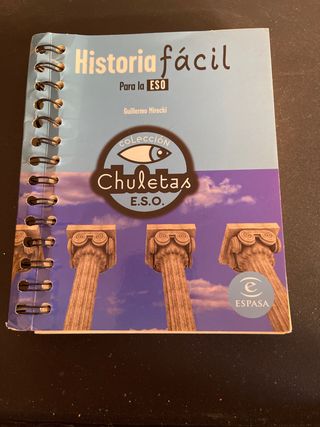 Historia fácil
Para la ESO
Guillermo Mirecki
COLECCIÓN
Chuletas
E.S.O.
e
ESPASA